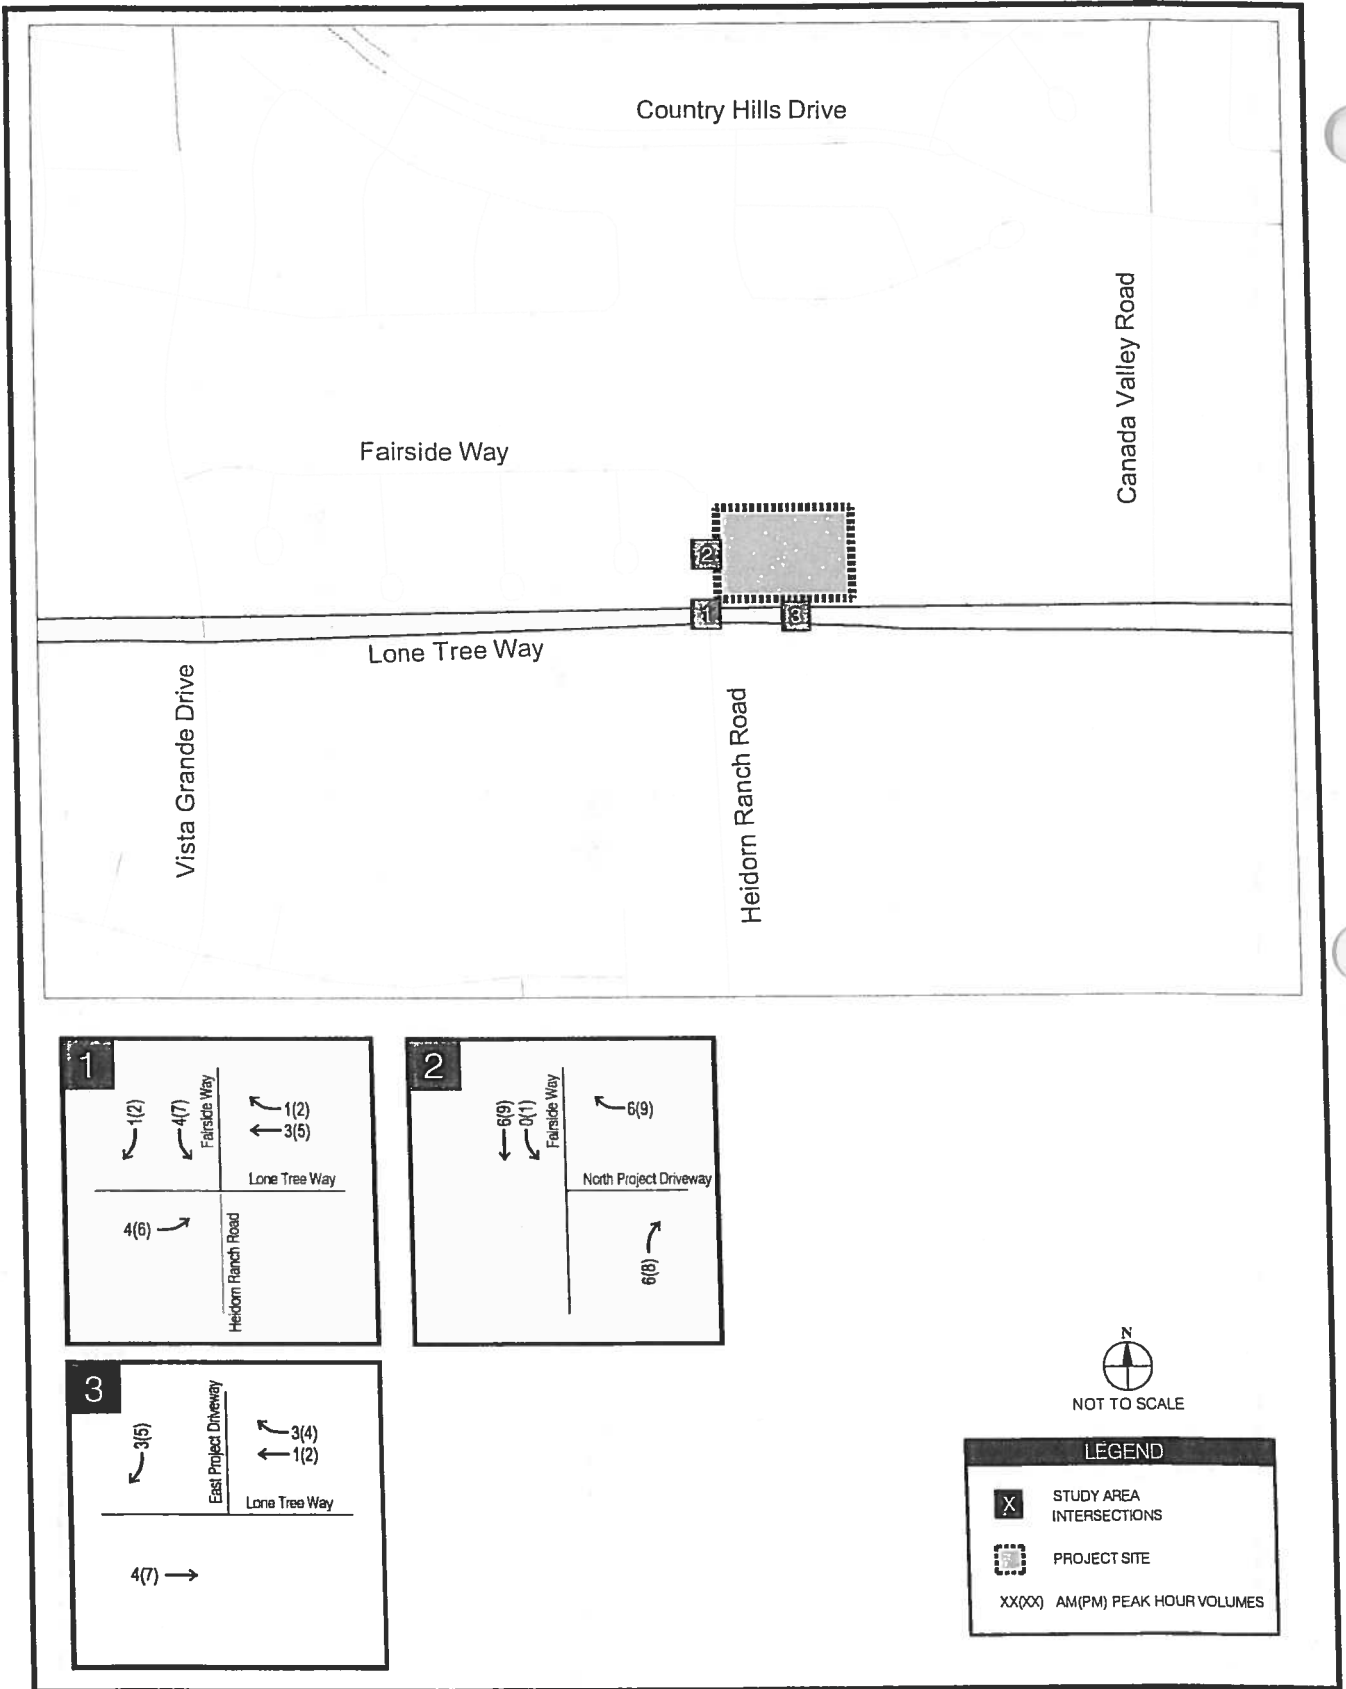 Country Hills Drive
Canada Valley Road
Fairside Way
2
1
3
Lone Tree Way
Vista Grande Drive
Heidorn Ranch Road
1
1(2)
4(7)
Fairside Way
1(2)
3(5)
Lone Tree Way
4(6)
Heidorn Ranch Road
2
6(9)
0(1)
Fairside Way
6(9)
North Project Driveway
6(8)
3
3(5)
East Project Driveway
3(4)
1(2)
Lone Tree Way
4(7)
N
NOT TO SCALE
LEGEND
X
STUDY AREA
INTERSECTIONS
PROJECT SITE
XX(XX) AM(PM) PEAK HOUR VOLUMES